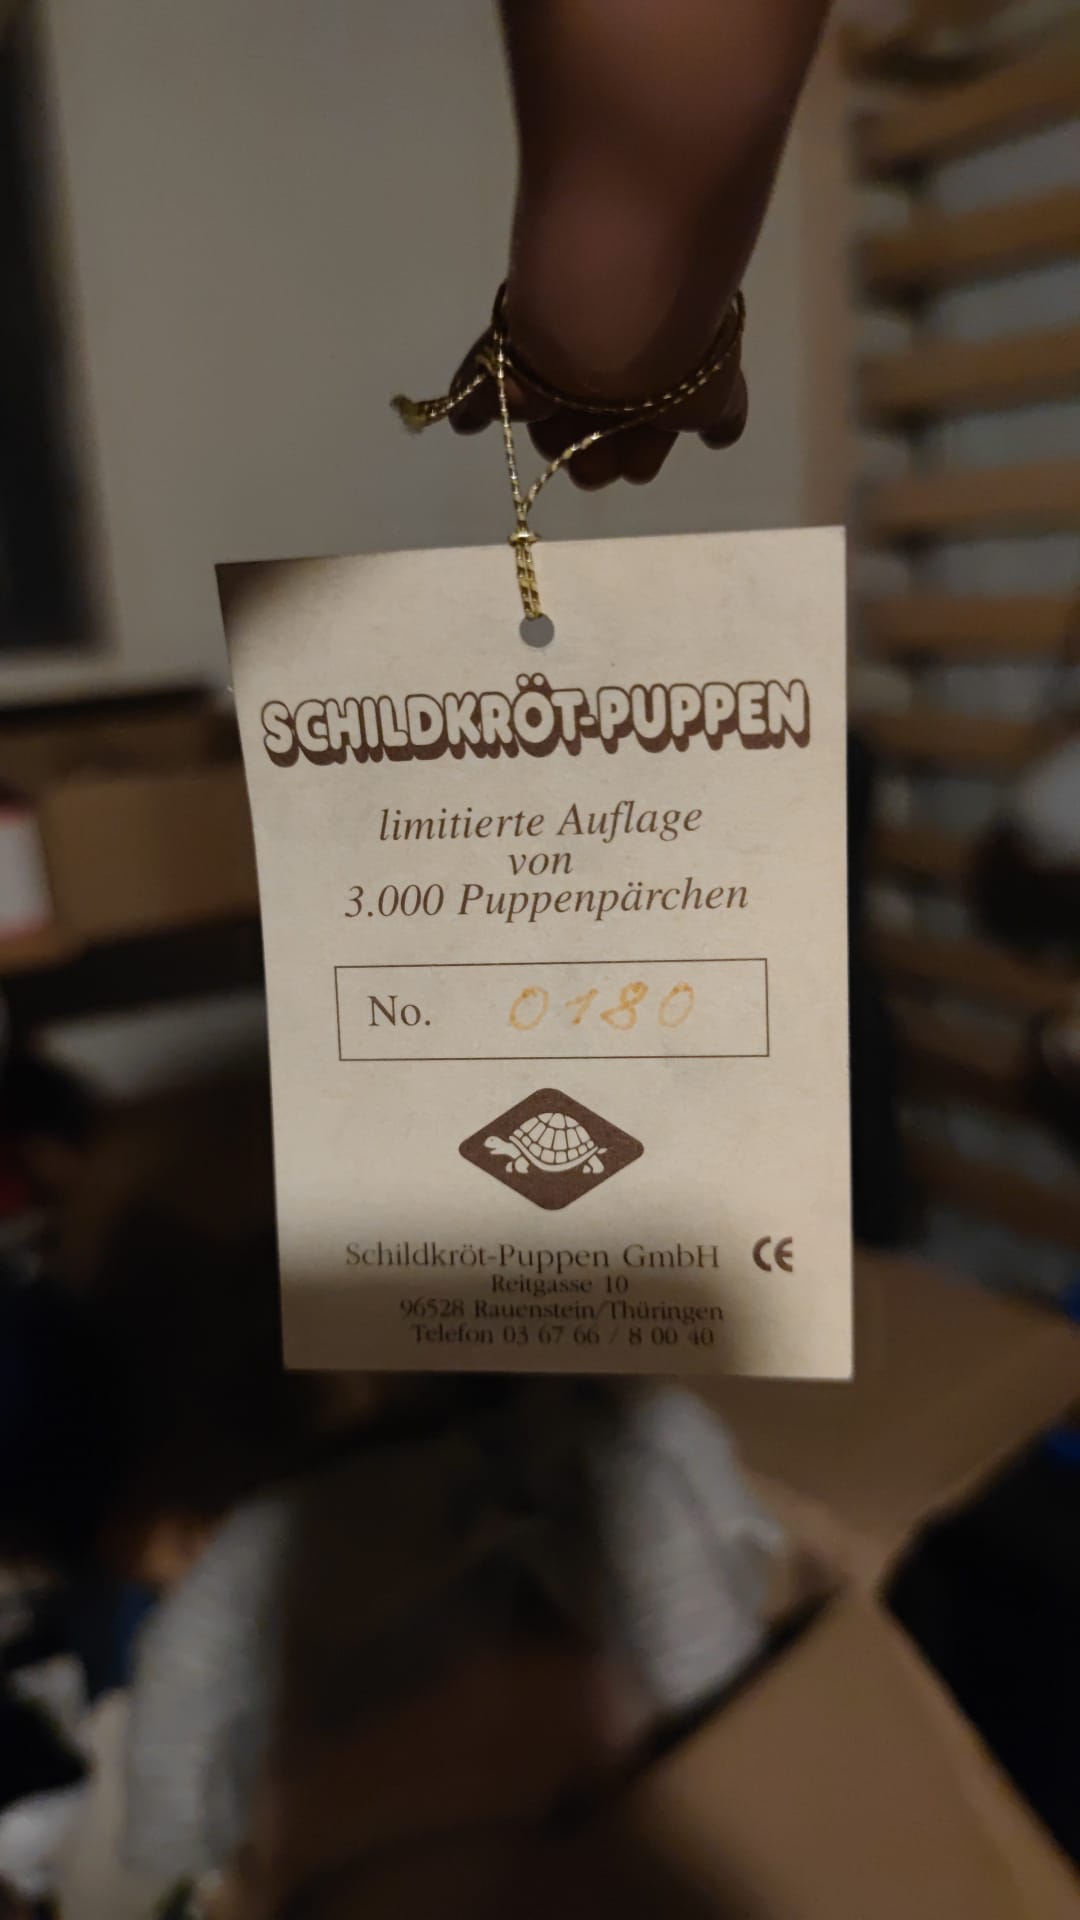 SCHILDKRÖT-PUPPEN
limitierte Auflage
von
3.000 Puppenpärchen
No. 0180
Schildkröt-Puppen GmbH CE
Reitgasse 10
96528 Rauenstein/Thüringen
Telefon 03 67 66 / 8 00 40